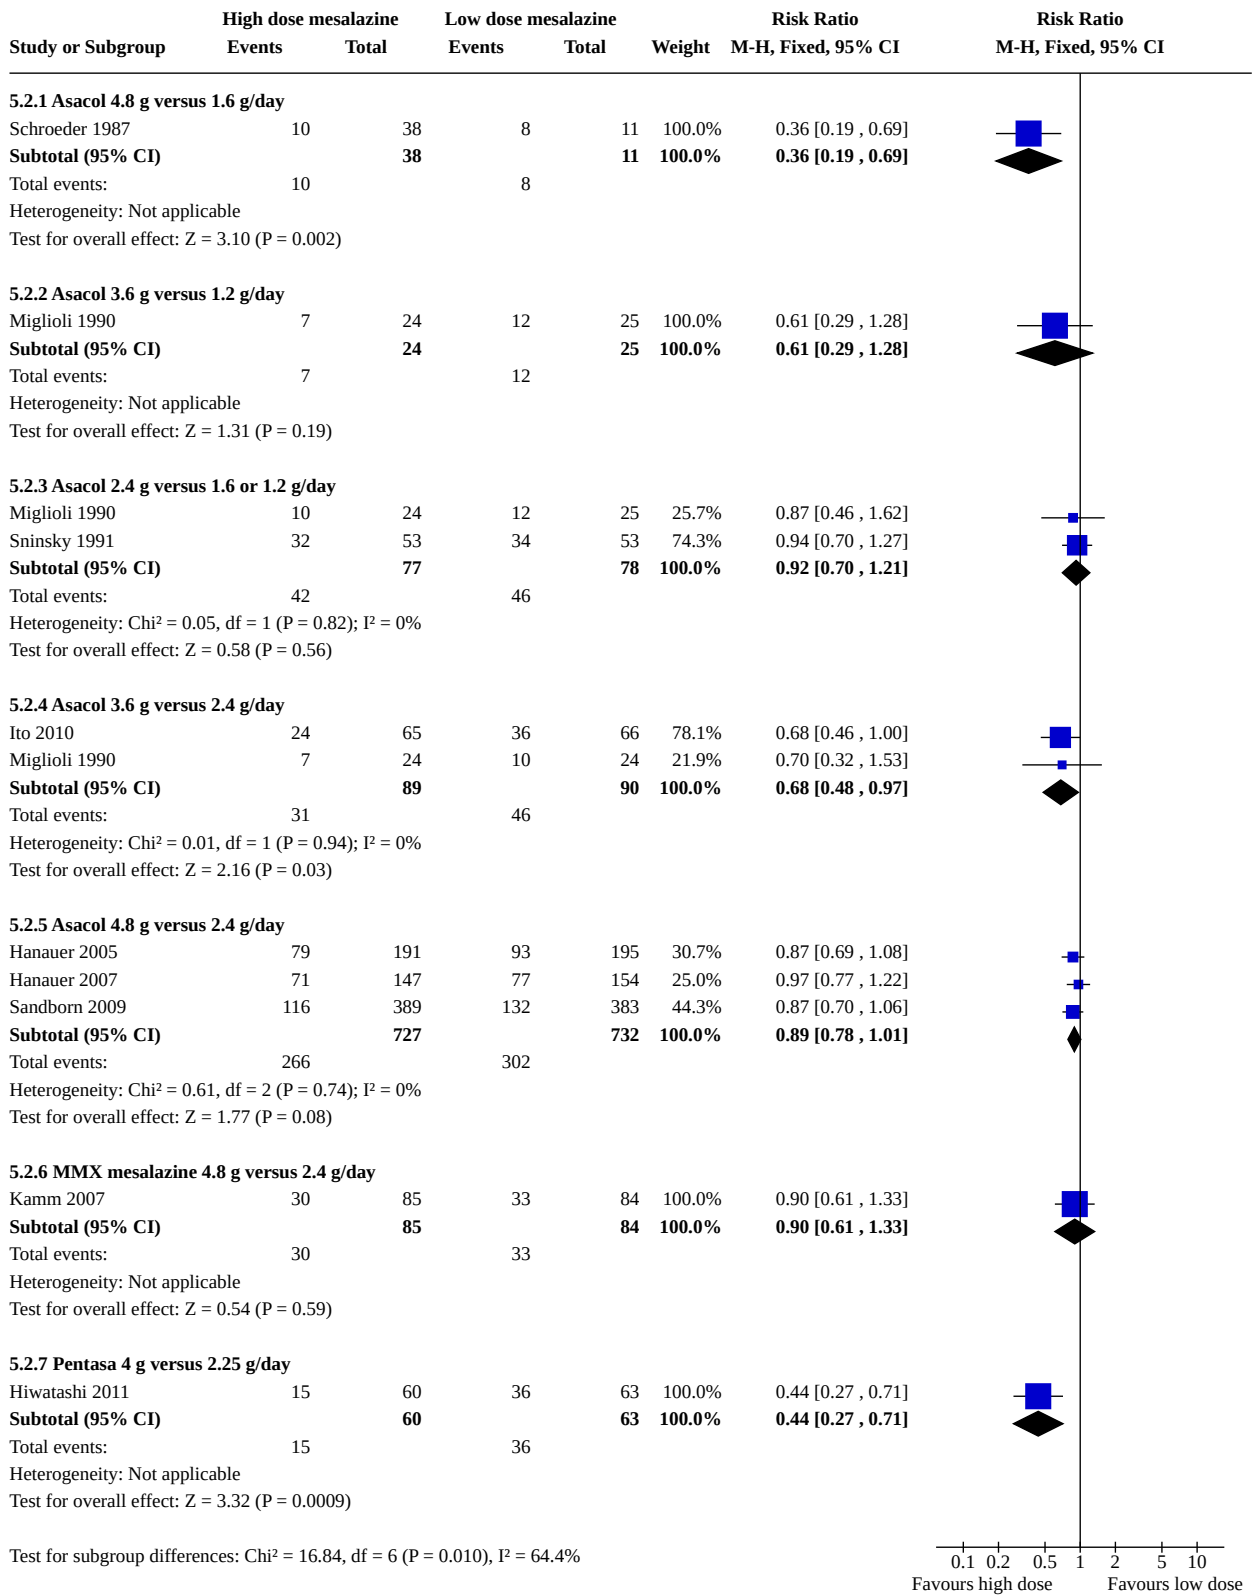 High dose mesalazine Low dose mesalazine Risk Ratio Risk Ratio
Study or Subgroup Events Total Events Total Weight M-H, Fixed, 95% CI M-H, Fixed, 95% CI
5.2.1 Asacol 4.8 g versus 1.6 g/day
Schroeder 1987 10 38 8 11 100.0% 0.36 [0.19 , 0.69]
Subtotal (95% CI) 38 11 100.0% 0.36 [0.19 , 0.69]
Total events: 10 8
Heterogeneity: Not applicable
Test for overall effect: Z = 3.10 (P = 0.002)
5.2.2 Asacol 3.6 g versus 1.2 g/day
Miglioli 1990 7 24 12 25 100.0% 0.61 [0.29 , 1.28]
Subtotal (95% CI) 24 25 100.0% 0.61 [0.29 , 1.28]
Total events: 7 12
Heterogeneity: Not applicable
Test for overall effect: Z = 1.31 (P = 0.19)
5.2.3 Asacol 2.4 g versus 1.6 or 1.2 g/day
Miglioli 1990 10 24 12 25 25.7% 0.87 [0.46 , 1.62]
Sninsky 1991 32 53 34 53 74.3% 0.94 [0.70 , 1.27]
Subtotal (95% CI) 77 78 100.0% 0.92 [0.70 , 1.21]
Total events: 42 46
Heterogeneity: Chi² = 0.05, df = 1 (P = 0.82); I² = 0%
Test for overall effect: Z = 0.58 (P = 0.56)
5.2.4 Asacol 3.6 g versus 2.4 g/day
Ito 2010 24 65 36 66 78.1% 0.68 [0.46 , 1.00]
Miglioli 1990 7 24 10 24 21.9% 0.70 [0.32 , 1.53]
Subtotal (95% CI) 89 90 100.0% 0.68 [0.48 , 0.97]
Total events: 31 46
Heterogeneity: Chi² = 0.01, df = 1 (P = 0.94); I² = 0%
Test for overall effect: Z = 2.16 (P = 0.03)
5.2.5 Asacol 4.8 g versus 2.4 g/day
Hanauer 2005 79 191 93 195 30.7% 0.87 [0.69 , 1.08]
Hanauer 2007 71 147 77 154 25.0% 0.97 [0.77 , 1.22]
Sandborn 2009 116 389 132 383 44.3% 0.87 [0.70 , 1.06]
Subtotal (95% CI) 727 732 100.0% 0.89 [0.78 , 1.01]
Total events: 266 302
Heterogeneity: Chi² = 0.61, df = 2 (P = 0.74); I² = 0%
Test for overall effect: Z = 1.77 (P = 0.08)
5.2.6 MMX mesalazine 4.8 g versus 2.4 g/day
Kamm 2007 30 85 33 84 100.0% 0.90 [0.61 , 1.33]
Subtotal (95% CI) 85 84 100.0% 0.90 [0.61 , 1.33]
Total events: 30 33
Heterogeneity: Not applicable
Test for overall effect: Z = 0.54 (P = 0.59)
5.2.7 Pentasa 4 g versus 2.25 g/day
Hiwatashi 2011 15 60 36 63 100.0% 0.44 [0.27 , 0.71]
Subtotal (95% CI) 60 63 100.0% 0.44 [0.27 , 0.71]
Total events: 15 36
Heterogeneity: Not applicable
Test for overall effect: Z = 3.32 (P = 0.0009)
Test for subgroup differences: Chi² = 16.84, df = 6 (P = 0.010), I² = 64.4%
0.1 0.2 0.5 1 2 5 10
Favours high dose Favours low dose